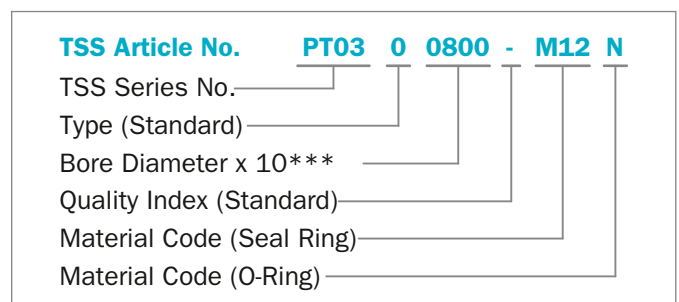 TSS Article No. PT03 0 0800 - M12 N
TSS Series No.
Type (Standard)
Bore Diameter x 10***
Quality Index (Standard)
Material Code (Seal Ring)
Material Code (O-Ring)